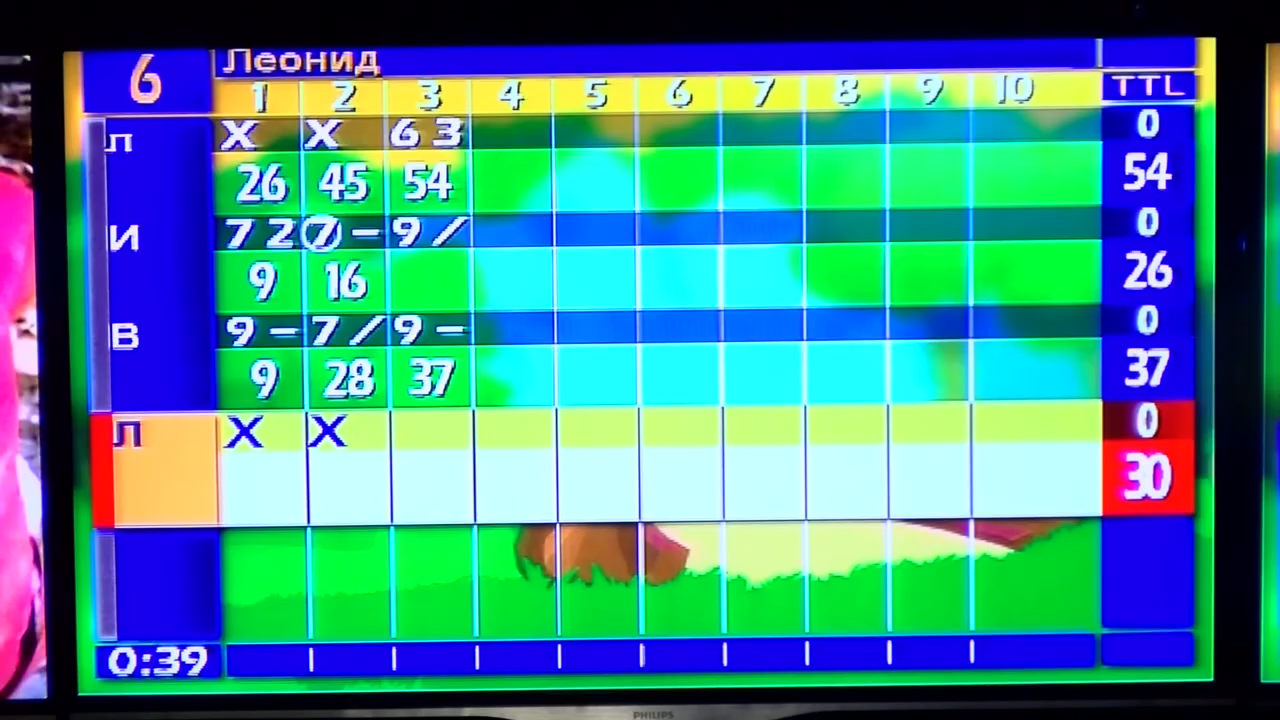 6 Леонид
1 2 3 4 5 6 7 8 9 10 TTL
Л X X 6 3 0
26 45 54 54
И 7 2 7 - 9 / 0
9 16 26
В 9 - 7 / 9 - 0
9 28 37 37
Л X X 0
30
0:39
PHILIPS